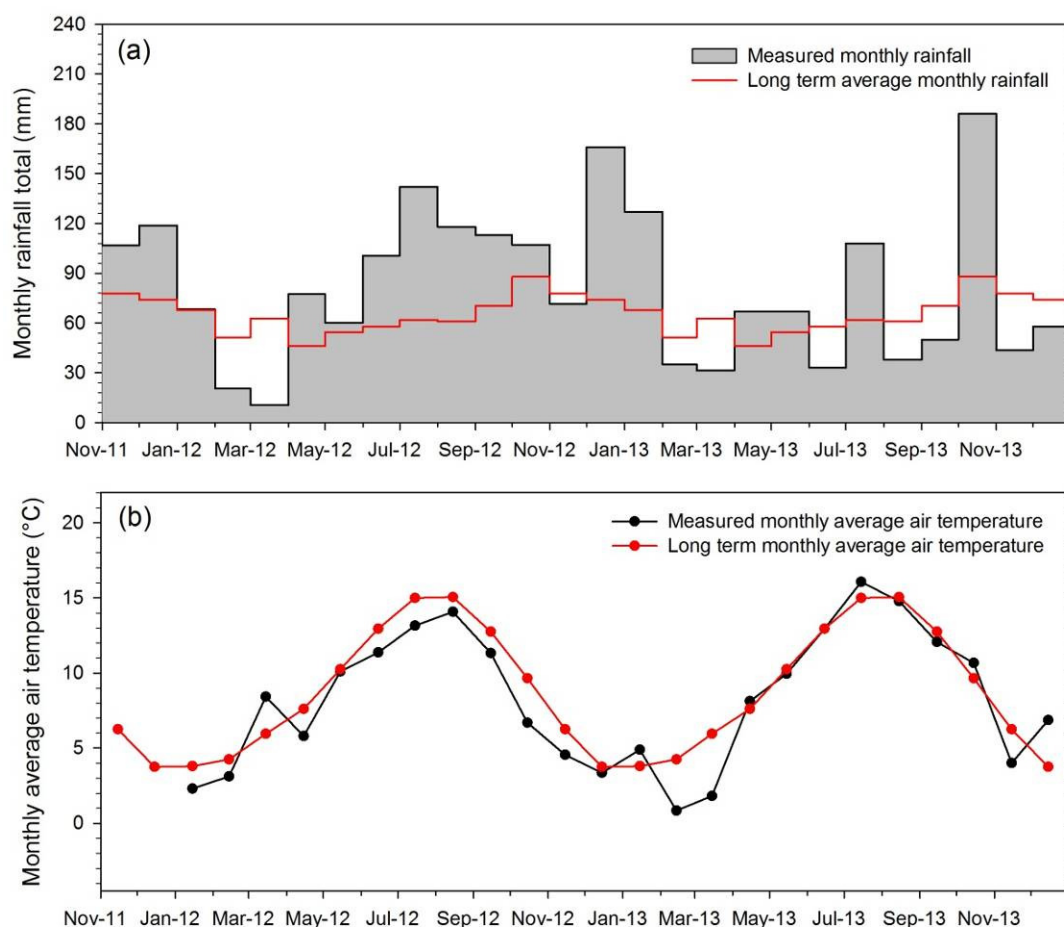 240
(a)
Measured monthly rainfall
Long term average monthly rainfall
210
180
150
120
90
60
30
0
Monthly rainfall total (mm)
Nov-11 Jan-12 Mar-12 May-12 Jul-12 Sep-12 Nov-12 Jan-13 Mar-13 May-13 Jul-13 Sep-13 Nov-13
(b)
Measured monthly average air temperature
Long term monthly average air temperature
20
15
10
5
0
Monthly average air temperature (°C)
Nov-11 Jan-12 Mar-12 May-12 Jul-12 Sep-12 Nov-12 Jan-13 Mar-13 May-13 Jul-13 Sep-13 Nov-13